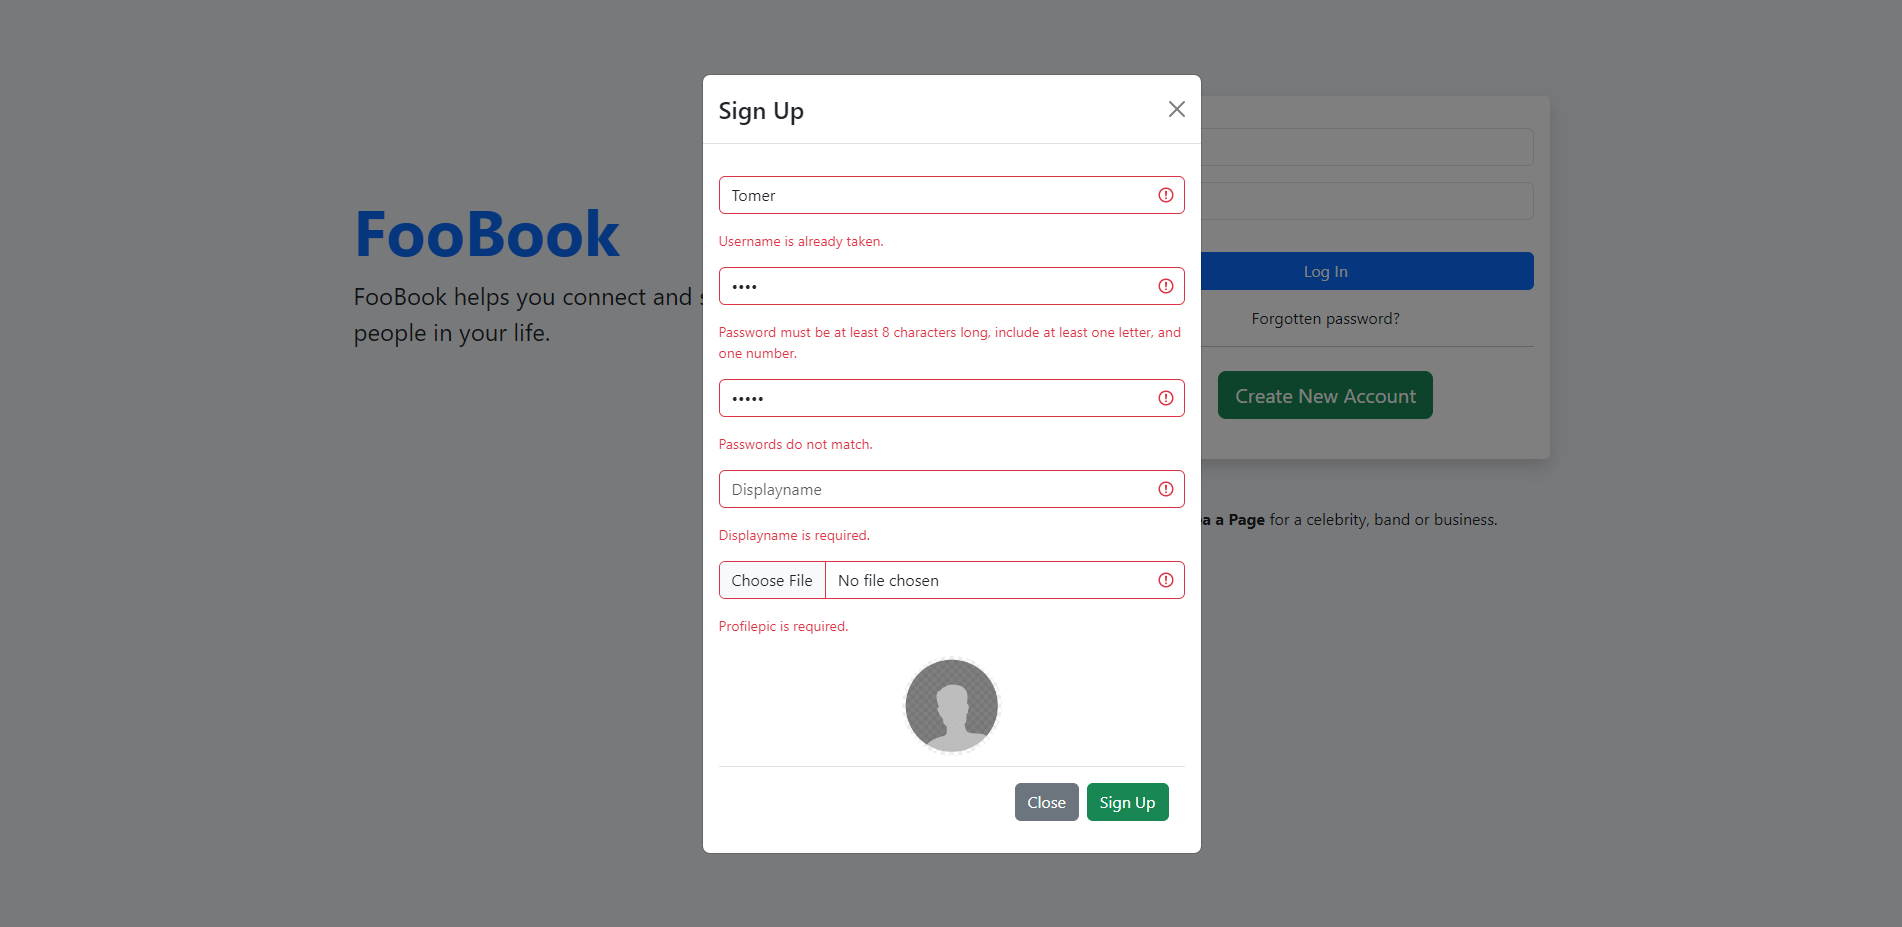 Sign Up
Tomer
Username is already taken.
••••
Password must be at least 8 characters long, include at least one letter, and
one number.
•••••
Passwords do not match.
Displayname
Displayname is required.
Choose File No file chosen
Profilepic is required.
Close Sign Up
FooBook
FooBook helps you connect and
people in your life.
Log In
Forgotten password?
Create New Account
a Page for a celebrity, band or business.